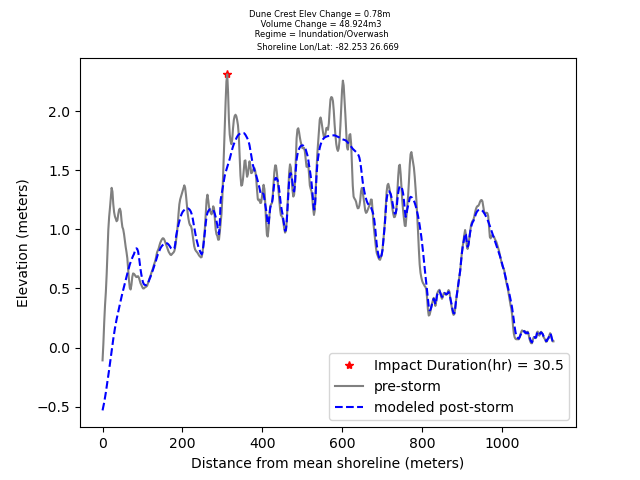 Dune Crest Elev Change = 0.78m
Volume Change = 48.924m3
Regime = Inundation/Overwash
Shoreline Lon/Lat: -82.253 26.669
2.0
1.5
1.0
0.5
0.0
−0.5
Elevation (meters)
Impact Duration(hr) = 30.5
pre-storm
modeled post-storm
0 200 400 600 800 1000
Distance from mean shoreline (meters)